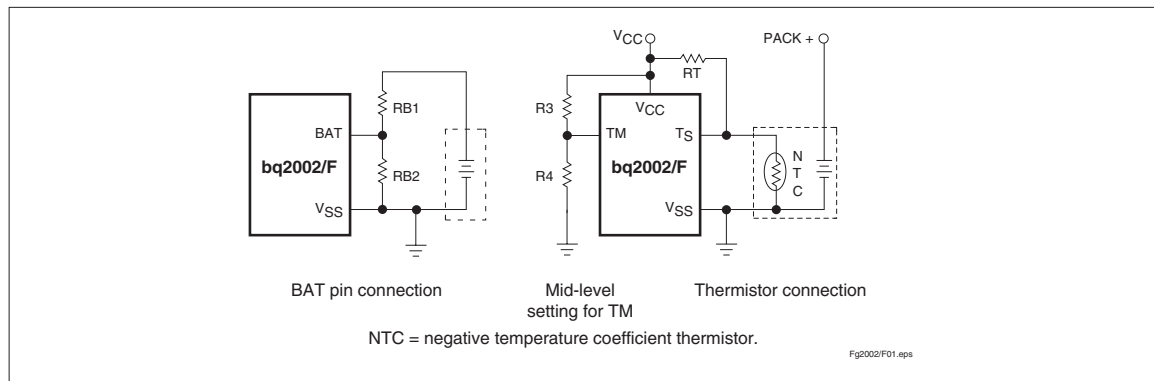 RB1
BAT
bq2002/F
RB2
VSS
VCC
PACK +
RT
R3
VCC
TM
TS
bq2002/F
R4
N
T
C
VSS
BAT pin connection
Mid-level
setting for TM
Thermistor connection
NTC = negative temperature coefficient thermistor.
Fg2002/F01.eps